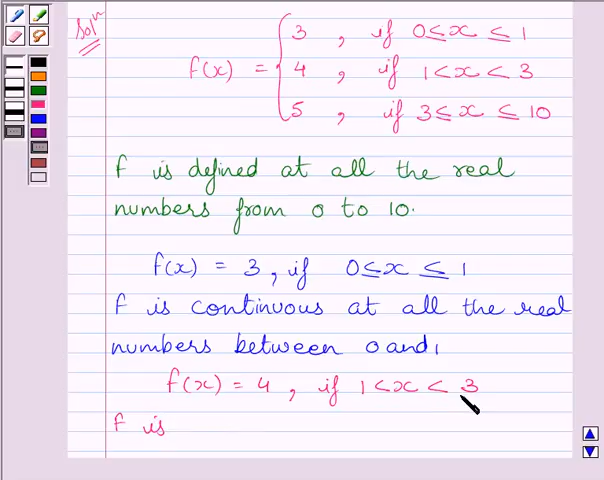 Solⁿ
f(x) = { 3 , if 0≤x ≤ 1
4 , if 1<x < 3
5 , if 3≤x ≤ 10
f is defined at all the real
numbers from 0 to 10.
f(x) = 3 , if 0≤x ≤ 1
f is continuous at all the real
numbers between 0 and 1
f(x) = 4 , if 1<x < 3
f is